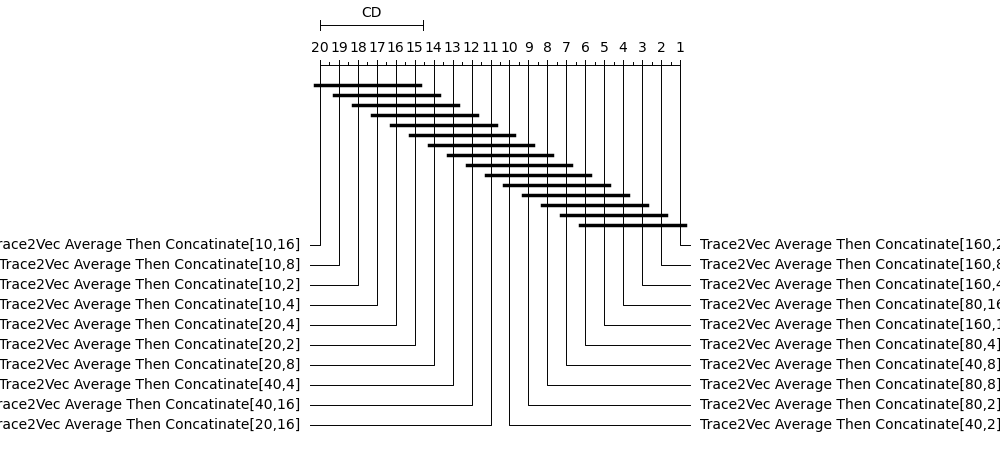 CD
20 19 18 17 16 15 14 13 12 11 10 9 8 7 6 5 4 3 2 1
race2Vec Average Then Concatinate[10,16]
Trace2Vec Average Then Concatinate[10,8]
Trace2Vec Average Then Concatinate[10,2]
Trace2Vec Average Then Concatinate[10,4]
Trace2Vec Average Then Concatinate[20,4]
Trace2Vec Average Then Concatinate[20,2]
Trace2Vec Average Then Concatinate[20,8]
Trace2Vec Average Then Concatinate[40,4]
race2Vec Average Then Concatinate[40,16]
race2Vec Average Then Concatinate[20,16]
Trace2Vec Average Then Concatinate[160,2
Trace2Vec Average Then Concatinate[160,8
Trace2Vec Average Then Concatinate[160,4
Trace2Vec Average Then Concatinate[80,16
Trace2Vec Average Then Concatinate[160,1
Trace2Vec Average Then Concatinate[80,4]
Trace2Vec Average Then Concatinate[40,8]
Trace2Vec Average Then Concatinate[80,8]
Trace2Vec Average Then Concatinate[80,2]
Trace2Vec Average Then Concatinate[40,2]